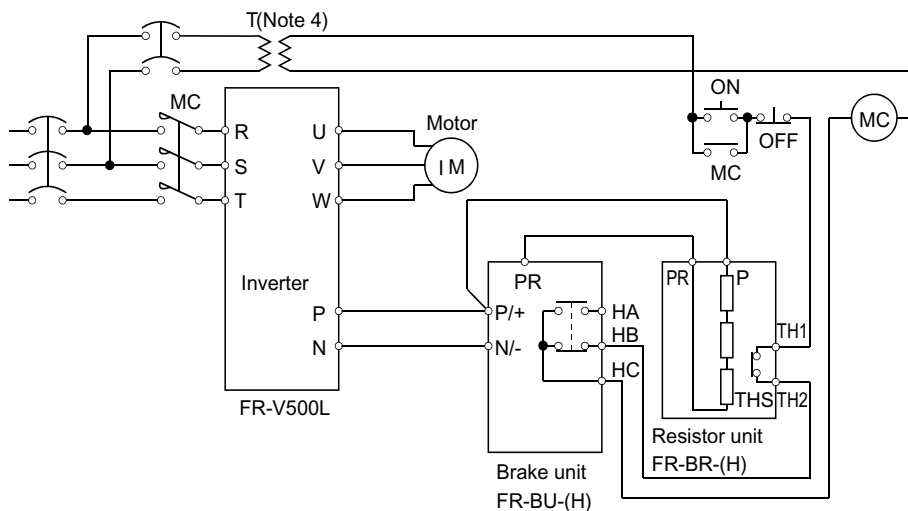 T(Note 4)
MC
R
S
T
U
V
W
Motor
IM
ON
OFF
MC
MC
Inverter
P
N
FR-V500L
PR
P/+
N/-
HA
HB
HC
Brake unit
FR-BU-(H)
PR
P
TH1
THS
TH2
Resistor unit
FR-BR-(H)